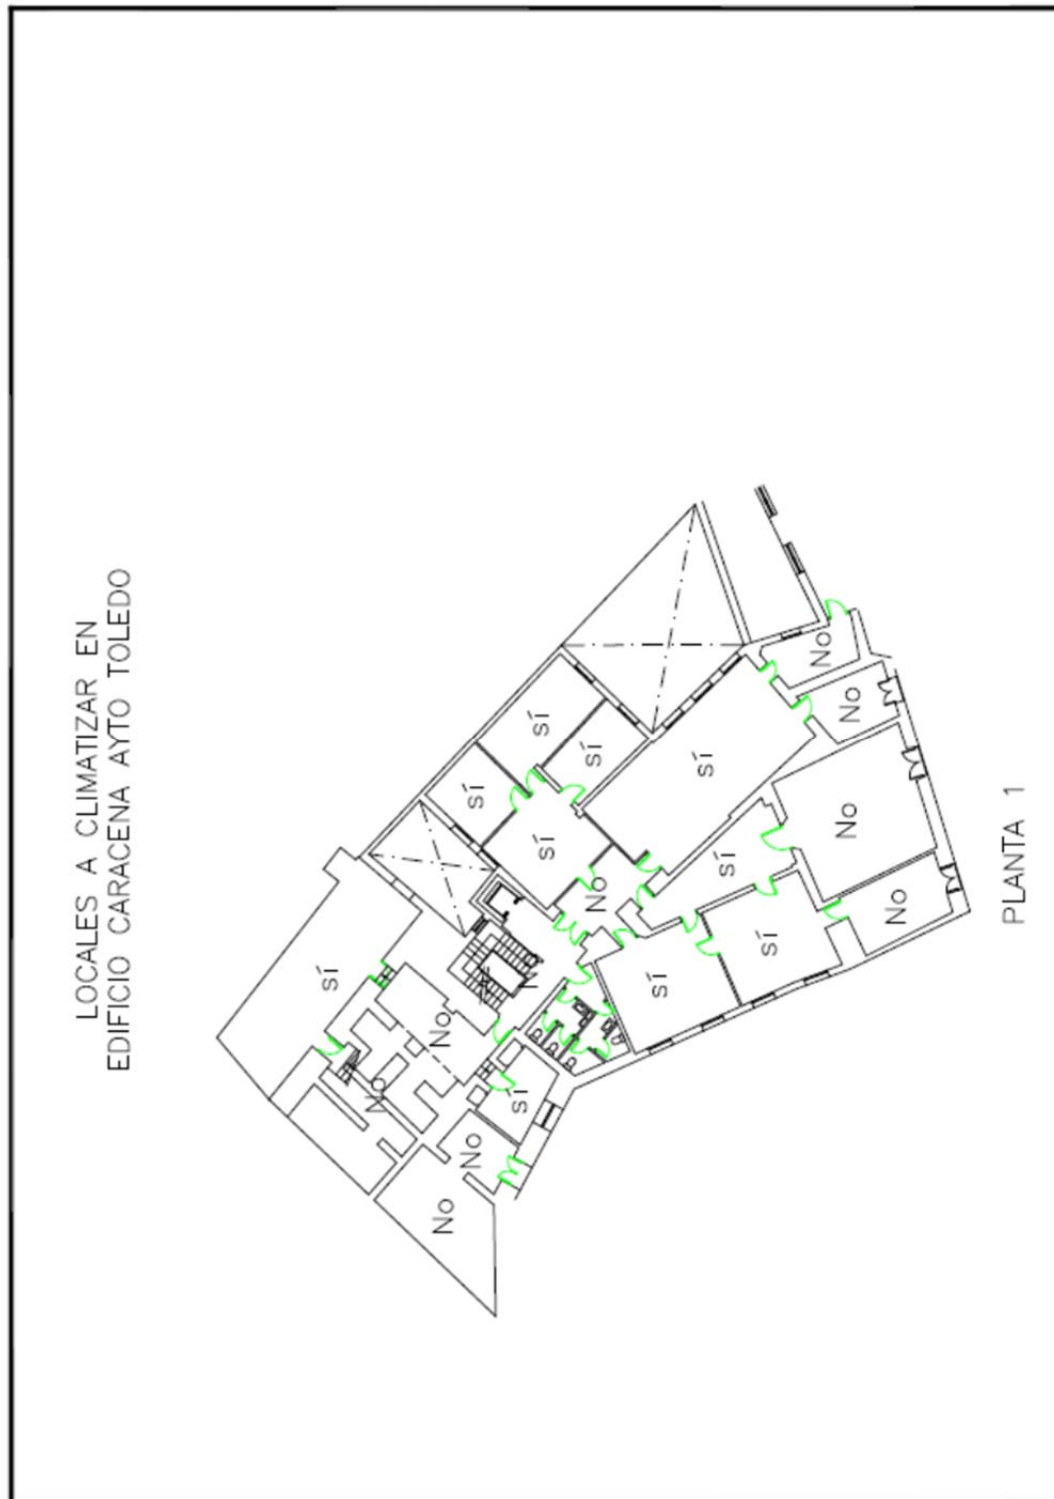 LOCALES A CLIMATIZAR EN
EDIFICIO CARACENA AYTO TOLEDO
sí
No
No
No
No
sí
No
sí
sí
sí
sí
No
sí
sí
sí
sí
No
No
No
No
PLANTA 1